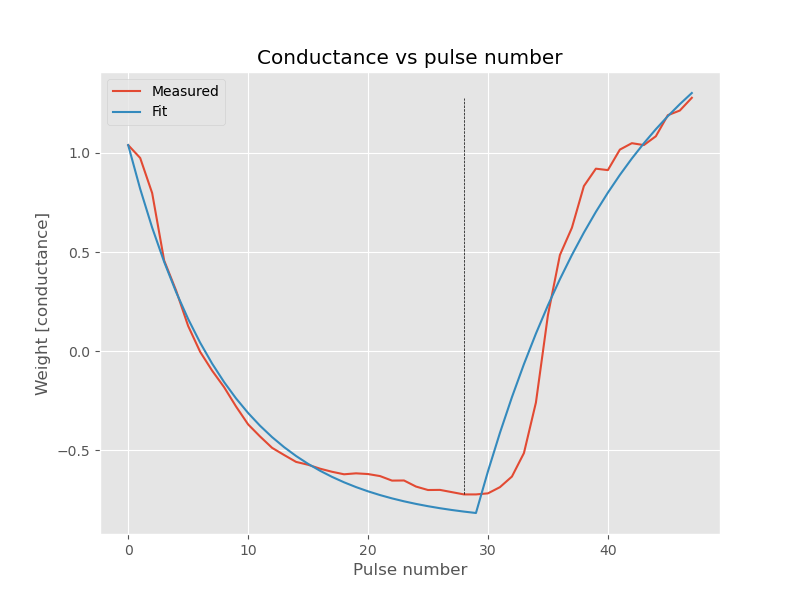 Conductance vs pulse number
Measured
Fit
1.0
0.5
0.0
−0.5
Weight [conductance]
0
10
20
30
40
Pulse number